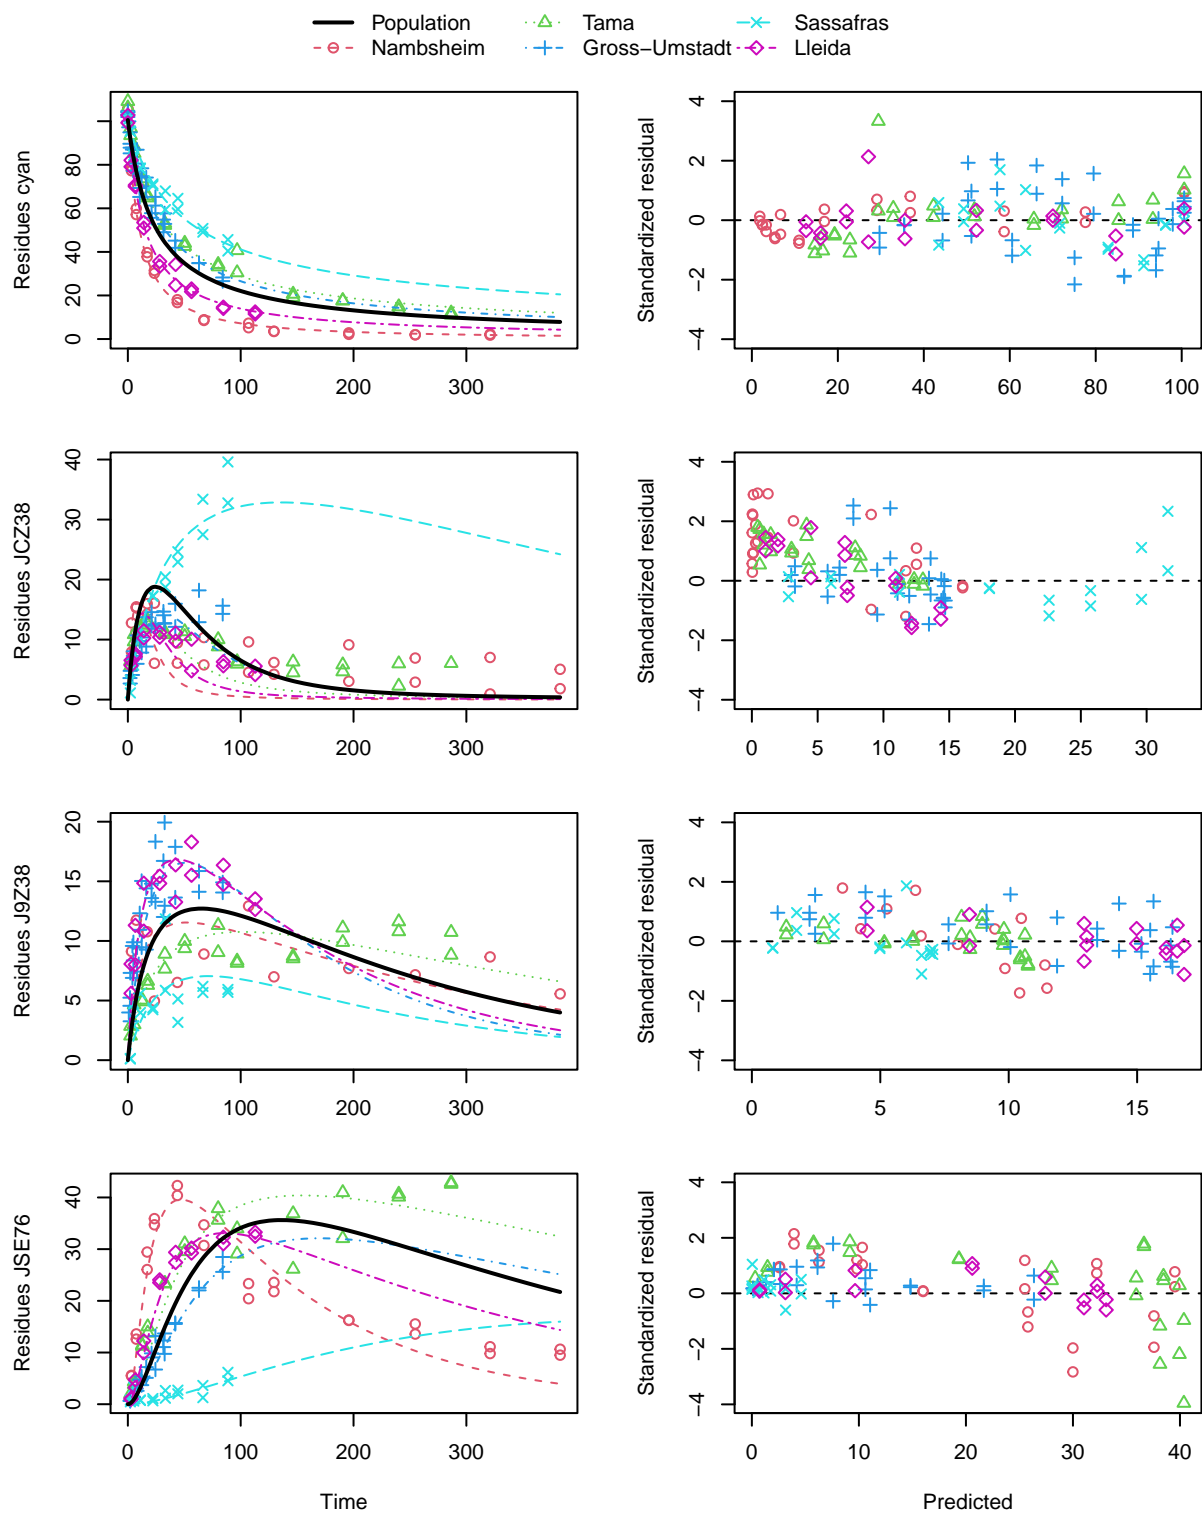 Population Tama Sassafras
Nambsheim Gross−Umstadt Lleida
Residues cyan
0 20 40 60 80
0 100 200 300
Standardized residual
−4 −2 0 2 4
0 20 40 60 80 100
Residues JCZ38
0 10 20 30 40
0 100 200 300
Standardized residual
−4 −2 0 2 4
0 5 10 15 20 25 30
Residues J9Z38
0 5 10 15 20
0 100 200 300
Standardized residual
−4 −2 0 2 4
0 5 10 15
Residues JSE76
0 10 20 30 40
0 100 200 300
Time
Standardized residual
−4 −2 0 2 4
0 10 20 30 40
Predicted